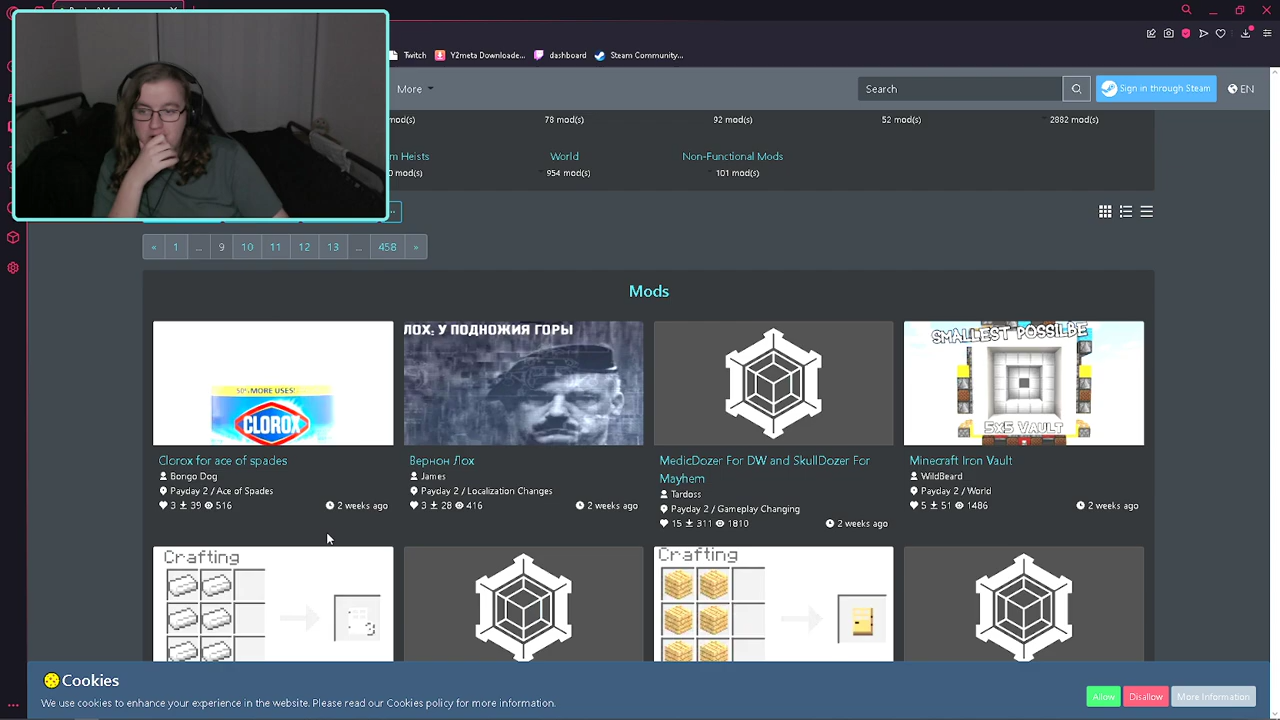 Twitch
Y2meta Downloade...
dashboard
Steam Community...
More
Search
Sign in through Steam
EN
78 mod(s)
92 mod(s)
52 mod(s)
2882 mod(s)
World
954 mod(s)
Non-Functional Mods
101 mod(s)
« 1 ... 9 10 11 12 13 ... 458 »
Mods
50% MORE USES!
CLOROX
ЛОХ: У ПОДНОЖИЯ ГОРЫ
SMALLEST POSSILBE
5X5 VAULT
Clorox for ace of spades
Bongo Dog
Payday 2 / Ace of Spades
3 39 516
2 weeks ago
Вернон Лох
James
Payday 2 / Localization Changes
3 28 416
2 weeks ago
MedicDozer For DW and SkullDozer For
Mayhem
Tardoss
Payday 2 / Gameplay Changing
15 311 1810
2 weeks ago
Minecraft Iron Vault
WildBeard
Payday 2 / World
5 51 1486
2 weeks ago
Crafting
3
Crafting
Cookies
We use cookies to enhance your experience in the website. Please read our Cookies policy for more information.
Allow
Disallow
More Information